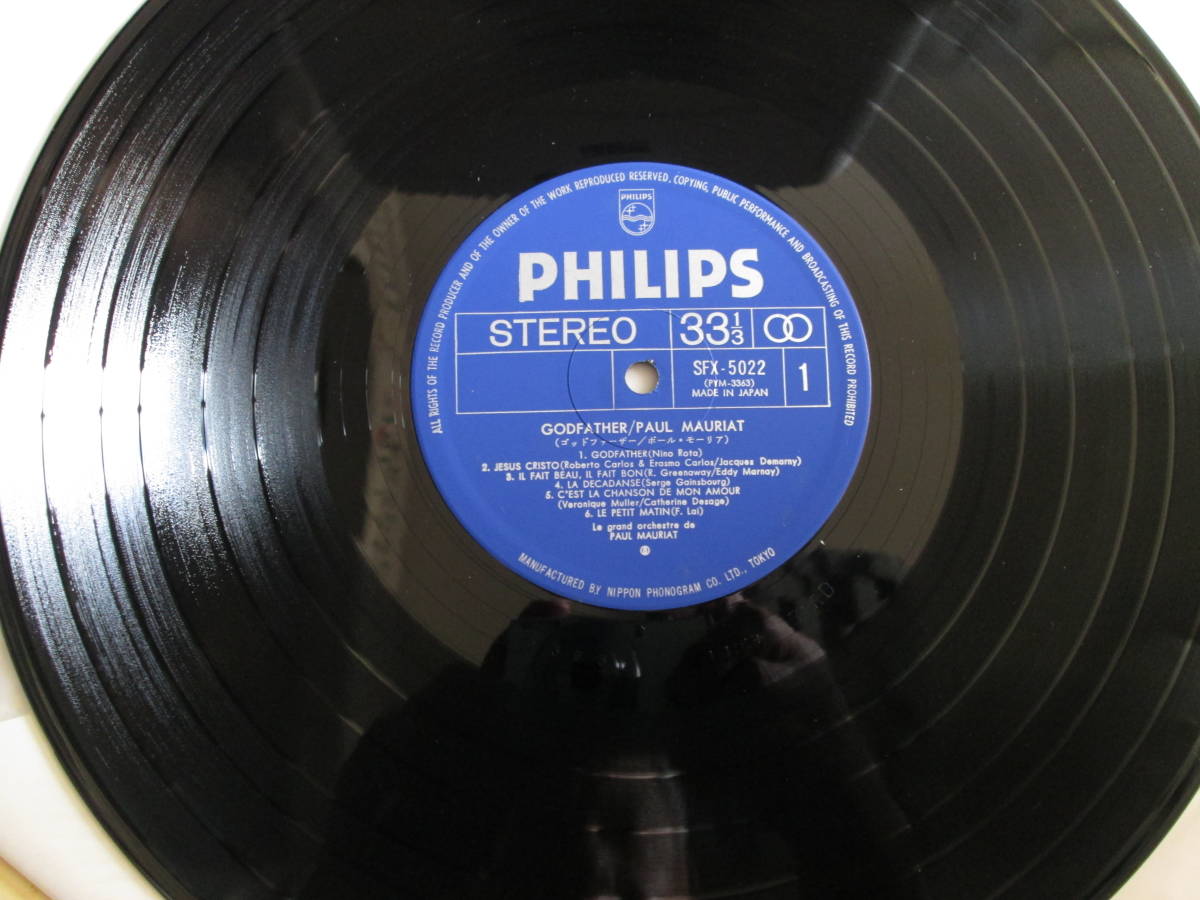 ALL RIGHTS OF THE RECORD PRODUCER AND OF THE OWNER OF THE WORK REPRODUCED RESERVED. COPYING, PUBLIC PERFORMANCE AND BROADCASTING OF THIS RECORD PROHIBITED
PHILIPS
PHILIPS
STEREO 33 1/3
SFX-5022
(PYM-3363)
MADE IN JAPAN
1
GODFATHER/PAUL MAURIAT
(ゴッドファーザー/ポール・モーリア)
1. GODFATHER(Nino Rota)
2. JESUS CRISTO(Roberto Carlos & Erasmo Carlos/Jacques Demarny)
3. IL FAIT BEAU, IL FAIT BON(R. Greenaway/Eddy Marnay)
4. LA DECADANSE(Serge Gainsbourg)
5. C'EST LA CHANSON DE MON AMOUR
(Veronique Muller/Catherine Desage)
6. LE PETIT MATIN(F. Lai)
Le grand orchestre de
PAUL MAURIAT
MANUFACTURED BY NIPPON PHONOGRAM CO. LTD., TOKYO